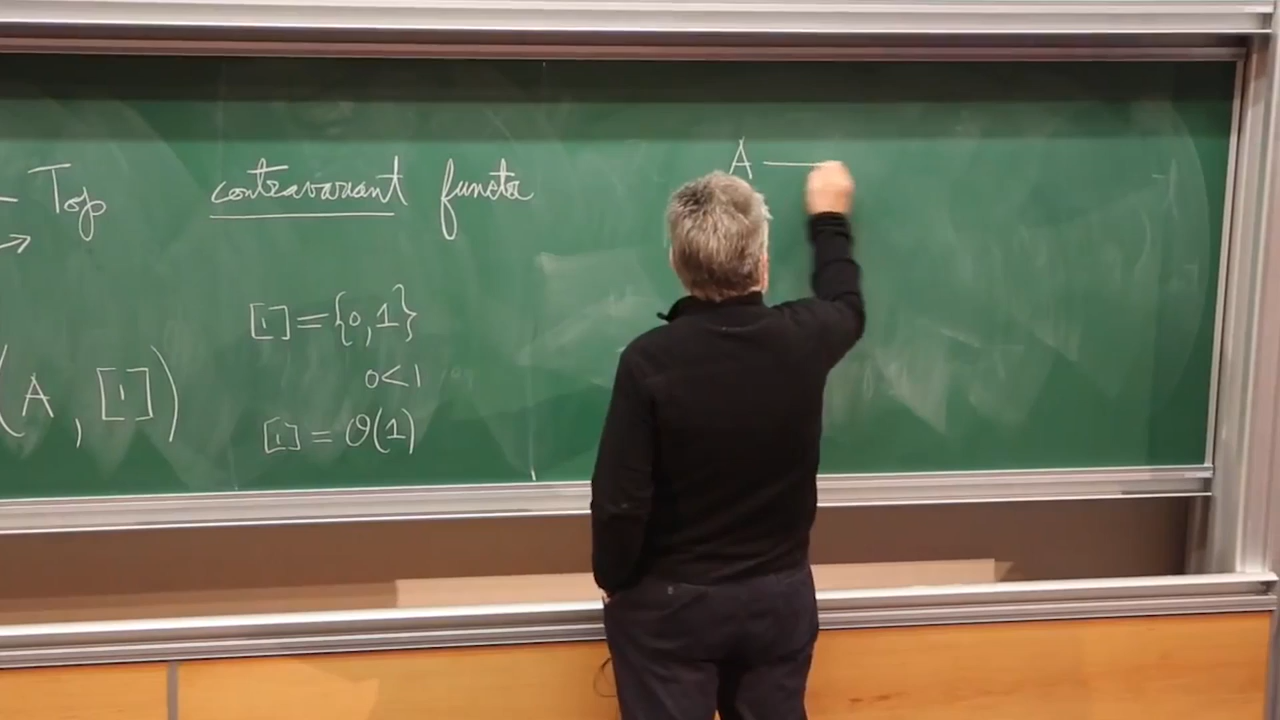 Top contravariant functor A
→
[1] = {0,1}
0<1
(A, [1])
[1] = O(1)